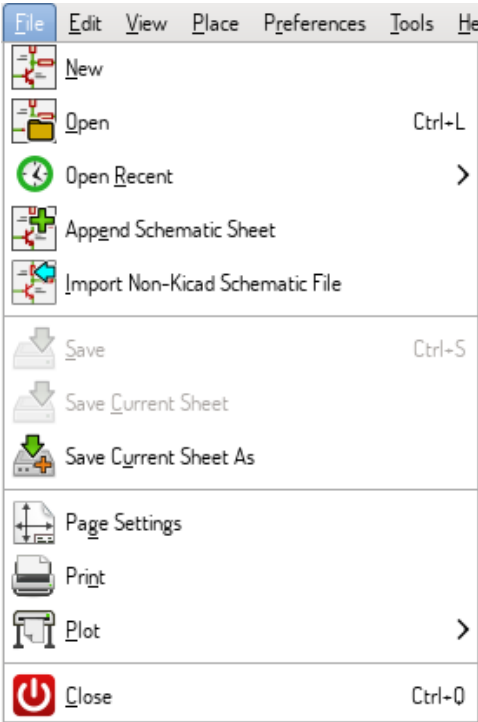 File Edit View Place Preferences Tools He
New
Open Ctrl+L
Open Recent
Append Schematic Sheet
Import Non-Kicad Schematic File
Save Ctrl+S
Save Current Sheet
Save Current Sheet As
Page Settings
Print
Plot
Close Ctrl+Q